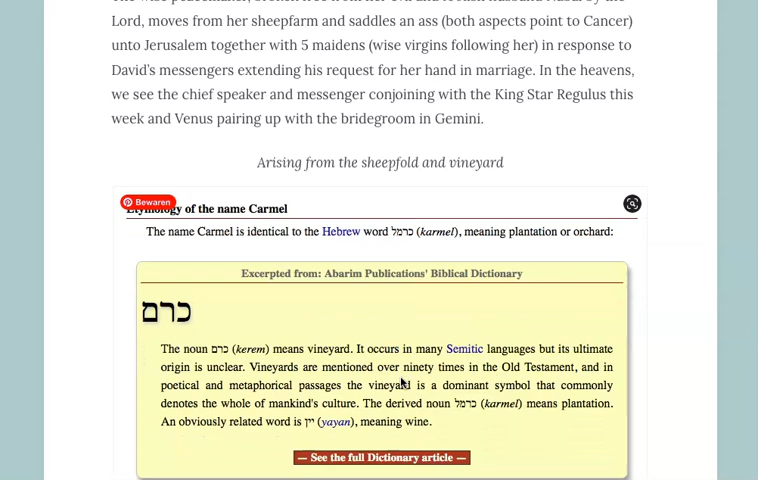 Lord, moves from her sheepfarm and saddles an ass (both aspects point to Cancer)
unto Jerusalem together with 5 maidens (wise virgins following her) in response to
David's messengers extending his request for her hand in marriage. In the heavens,
we see the chief speaker and messenger conjoining with the King Star Regulus this
week and Venus pairing up with the bridegroom in Gemini.
Arising from the sheepfold and vineyard
Bewaren
Etymology of the name Carmel
The name Carmel is identical to the Hebrew word כרמל (karmel), meaning plantation or orchard:
Excerpted from: Abarim Publications' Biblical Dictionary
כרם
The noun כרם (kerem) means vineyard. It occurs in many Semitic languages but its ultimate
origin is unclear. Vineyards are mentioned over ninety times in the Old Testament, and in
poetical and metaphorical passages the vineyard is a dominant symbol that commonly
denotes the whole of mankind's culture. The derived noun כרמל (karmel) means plantation.
An obviously related word is יין (yayan), meaning wine.
— See the full Dictionary article —